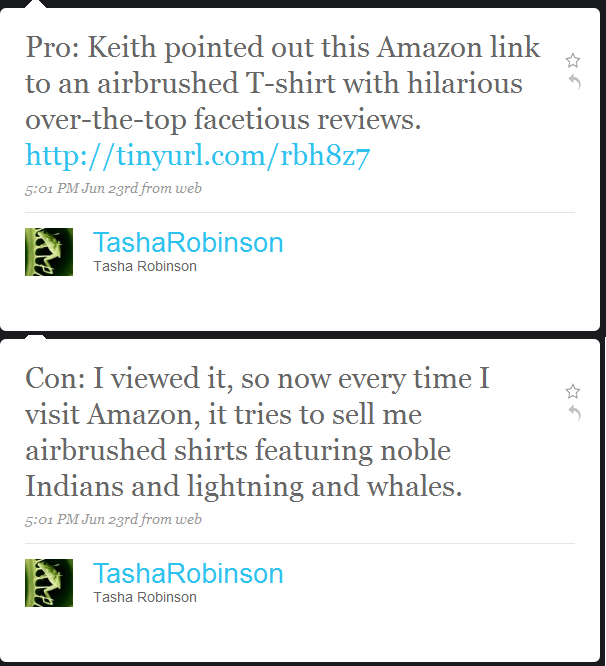 Pro: Keith pointed out this Amazon link
to an airbrushed T-shirt with hilarious
over-the-top facetious reviews.
http://tinyurl.com/rbh8z7
5:01 PM Jun 23rd from web
TashaRobinson
Tasha Robinson
Con: I viewed it, so now every time I
visit Amazon, it tries to sell me
airbrushed shirts featuring noble
Indians and lightning and whales.
5:01 PM Jun 23rd from web
TashaRobinson
Tasha Robinson